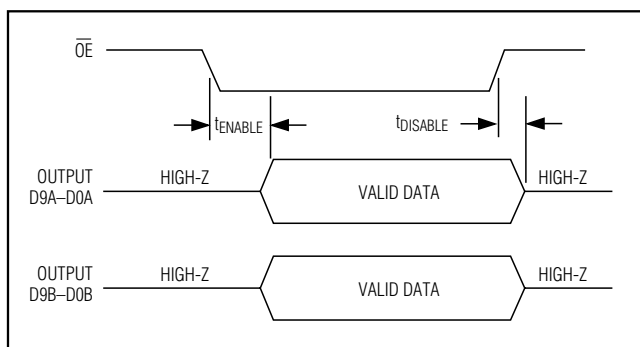 OE
tENABLE
tDISABLE
OUTPUT
D9A–D0A
HIGH-Z
VALID DATA
HIGH-Z
OUTPUT
D9B–D0B
HIGH-Z
VALID DATA
HIGH-Z